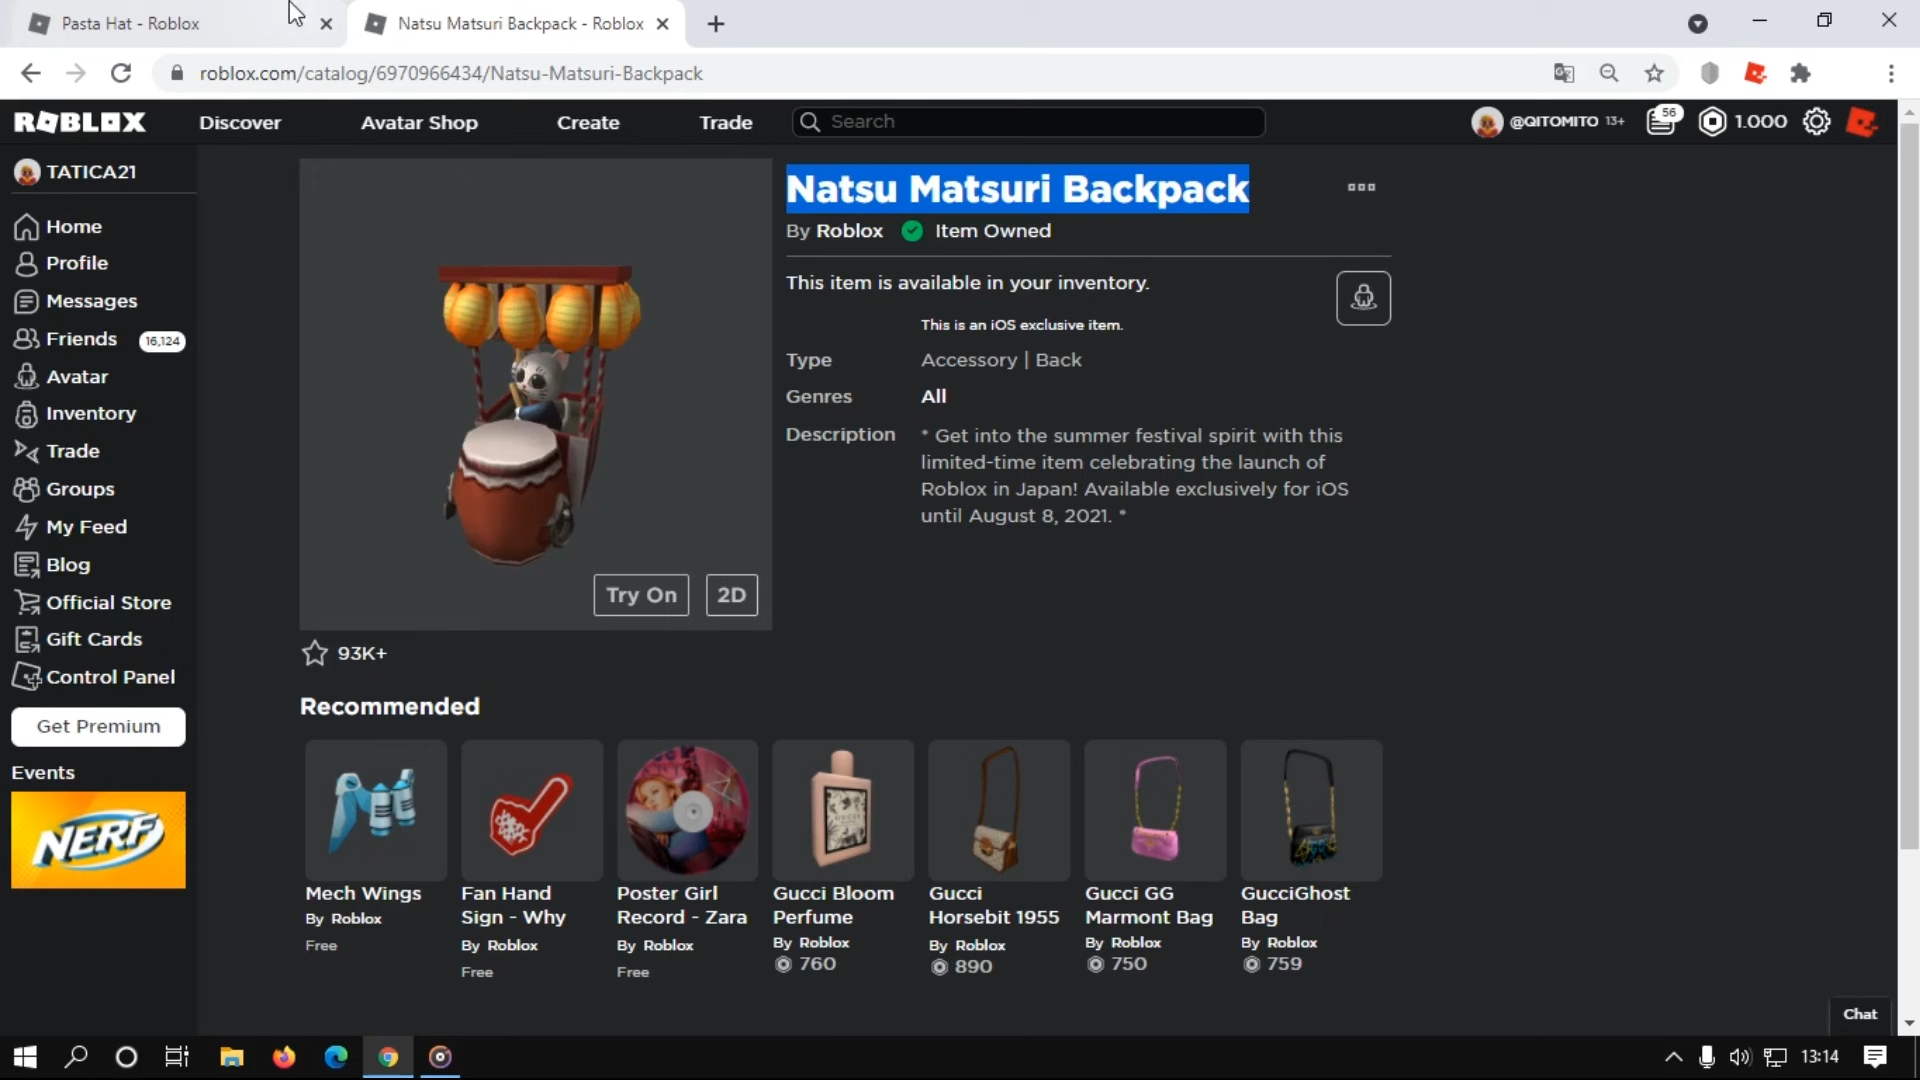 Pasta Hat - Roblox
Natsu Matsuri Backpack - Roblox
roblox.com/catalog/6970966434/Natsu-Matsuri-Backpack
ROBLOX
Discover
Avatar Shop
Create
Trade
Search
@QITOMITO 13+
56
1.000
TATICA21
Home
Profile
Messages
Friends
16,124
Avatar
Inventory
Trade
Groups
My Feed
Blog
Official Store
Gift Cards
Control Panel
Get Premium
Events
NERF
Try On
2D
93K+
Natsu Matsuri Backpack
By Roblox Item Owned
This item is available in your inventory.
This is an iOS exclusive item.
Type Accessory | Back
Genres All
Description * Get into the summer festival spirit with this
limited-time item celebrating the launch of
Roblox in Japan! Available exclusively for iOS
until August 8, 2021. *
Recommended
Mech Wings
By Roblox
Free
Fan Hand
Sign - Why
By Roblox
Free
Poster Girl
Record - Zara
By Roblox
Free
Gucci Bloom
Perfume
By Roblox
760
Gucci
Horsebit 1955
By Roblox
890
Gucci GG
Marmont Bag
By Roblox
750
GucciGhost
Bag
By Roblox
759
Chat
13:14